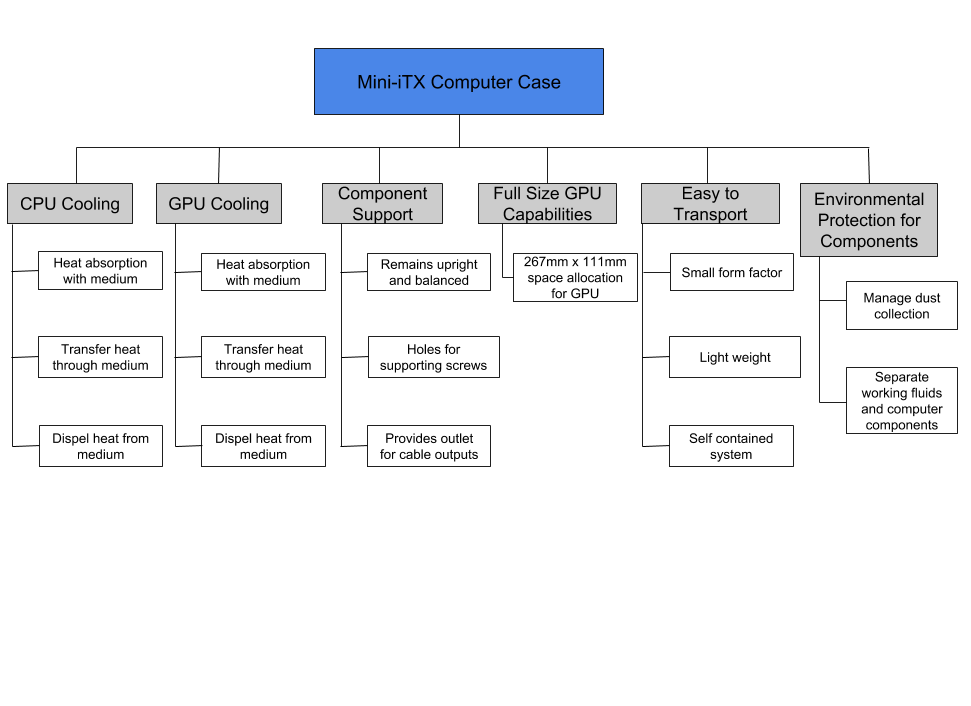 Mini-iTX Computer Case
CPU Cooling
Heat absorption
with medium
Transfer heat
through medium
Dispel heat from
medium
GPU Cooling
Heat absorption
with medium
Transfer heat
through medium
Dispel heat from
medium
Component
Support
Remains upright
and balanced
Holes for
supporting screws
Provides outlet
for cable outputs
Full Size GPU
Capabilities
267mm x 111mm
space allocation
for GPU
Easy to
Transport
Small form factor
Light weight
Self contained
system
Environmental
Protection for
Components
Manage dust
collection
Separate
working fluids
and computer
components